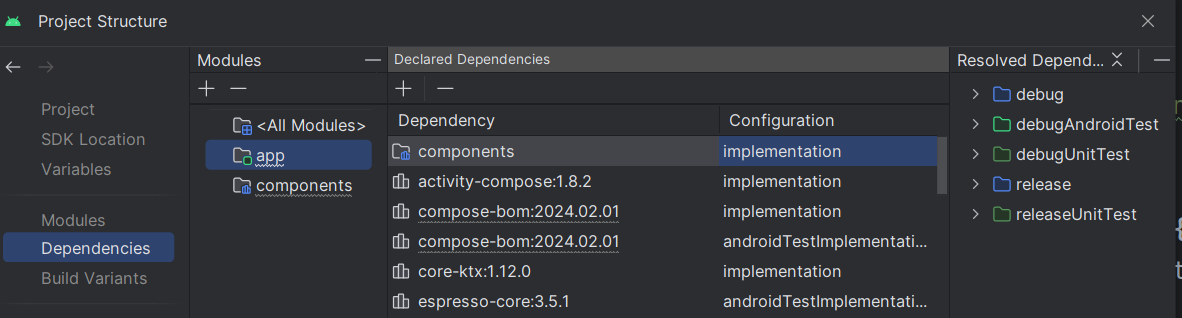 Project Structure
Modules
Declared Dependencies
Resolved Depend...
Project
SDK Location
Variables
Modules
Dependencies
Build Variants
<All Modules>
app
components
Dependency Configuration
components implementation
activity-compose:1.8.2 implementation
compose-bom:2024.02.01 implementation
compose-bom:2024.02.01 androidTestImplementati...
core-ktx:1.12.0 implementation
espresso-core:3.5.1 androidTestImplementati...
debug
debugAndroidTest
debugUnitTest
release
releaseUnitTest